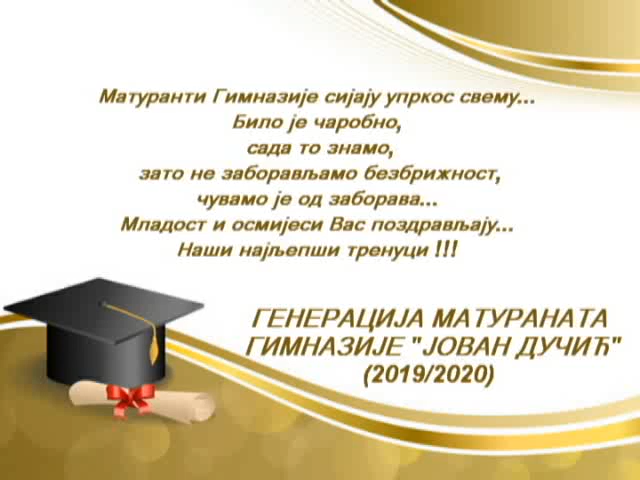 Матуранти Гимназије сијају упркос свему...
Било је чаробно,
сада то знамо,
зато не заборављамо безбрижност,
чувамо је од заборава...
Младост и осмијеси Вас поздрављају...
Наши најљепши тренуци !!!
ГЕНЕРАЦИЈА МАТУРАНАТА
ГИМНАЗИЈЕ "ЈОВАН ДУЧИЋ"
(2019/2020)